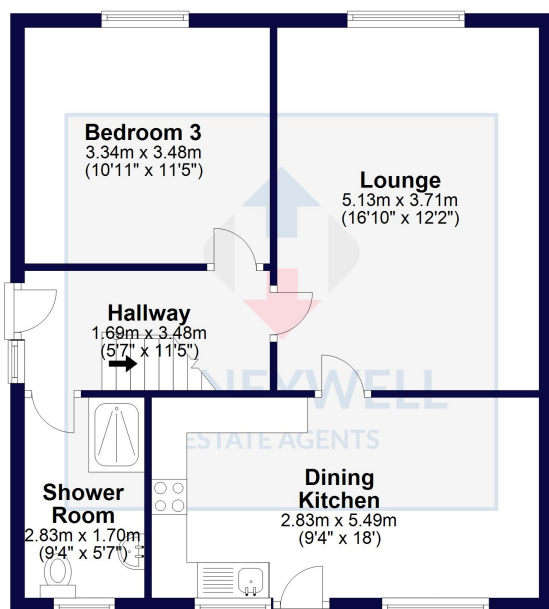 Bedroom 3
3.34m x 3.48m
(10'11" x 11'5")
Lounge
5.13m x 3.71m
(16'10" x 12'2")
Hallway
1.69m x 3.48m
(5'7" x 11'5")
NEYWELL
ESTATE AGENTS
Shower
Room
2.83m x 1.70m
(9'4" x 5'7")
Dining
Kitchen
2.83m x 5.49m
(9'4" x 18')